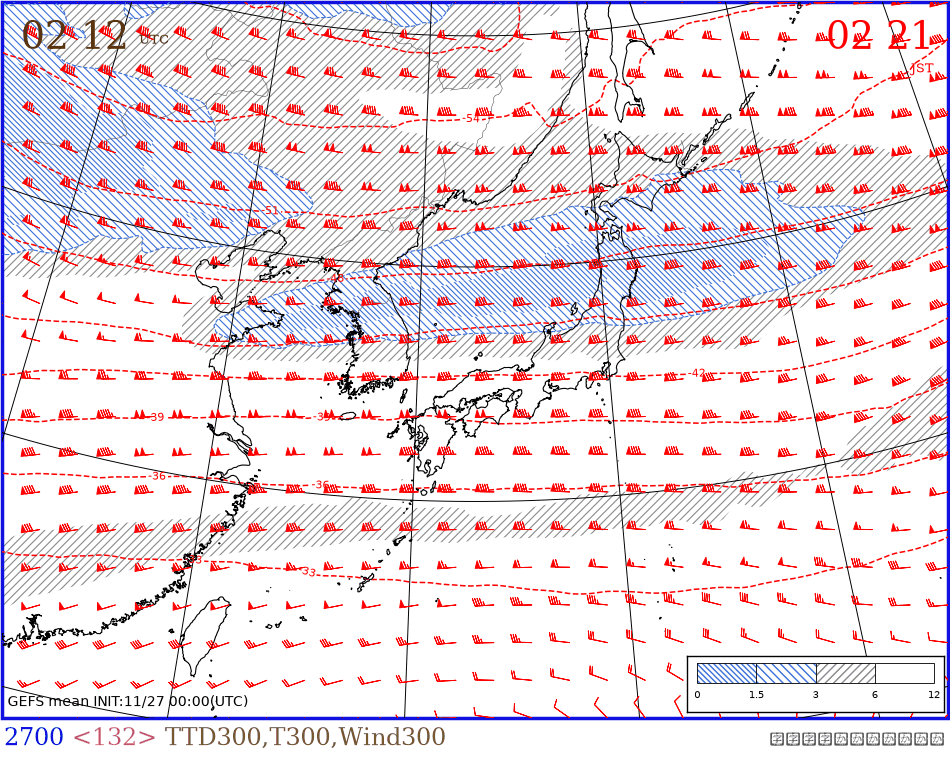 02 12 UTC
02 21
JST
-54
-51
-48
-42
-39
-39
-36
-36
-33
-33
0 1.5 3 6 12
GEFS mean INIT:11/27 00:00(UTC)
2700 <132> TTD300,T300,Wind300